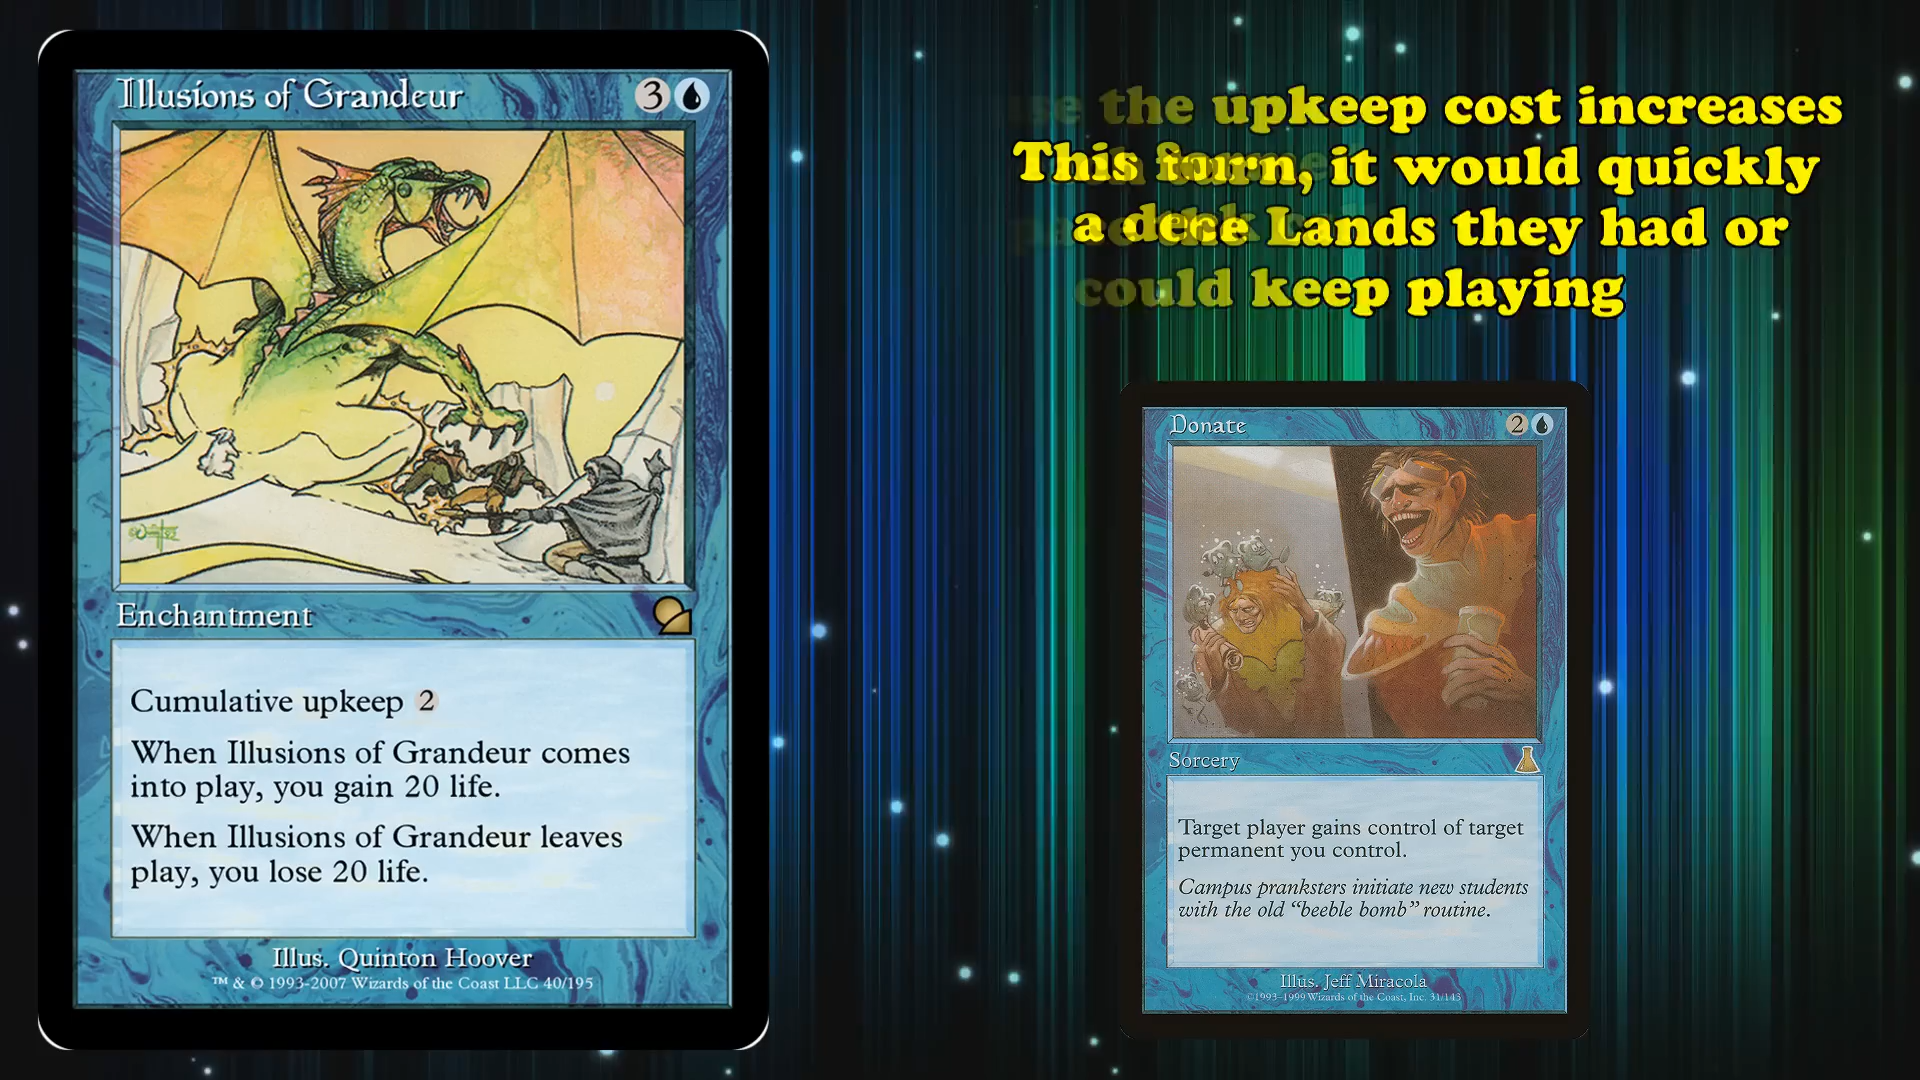 Illusions of Grandeur 3
Enchantment
Cumulative upkeep 2
When Illusions of Grandeur comes
into play, you gain 20 life.
When Illusions of Grandeur leaves
play, you lose 20 life.
Illus. Quinton Hoover
™ & © 1993-2007 Wizards of the Coast LLC 40/195
the upkeep cost increases
This turn, it would quickly
a deck Lands they had or
could keep playing
Donate 2
Sorcery
Target player gains control of target
permanent you control.
Campus pranksters initiate new students
with the old “beeble bomb” routine.
Illus. Jeff Miracola
©1993-1999 Wizards of the Coast, Inc. 31/143